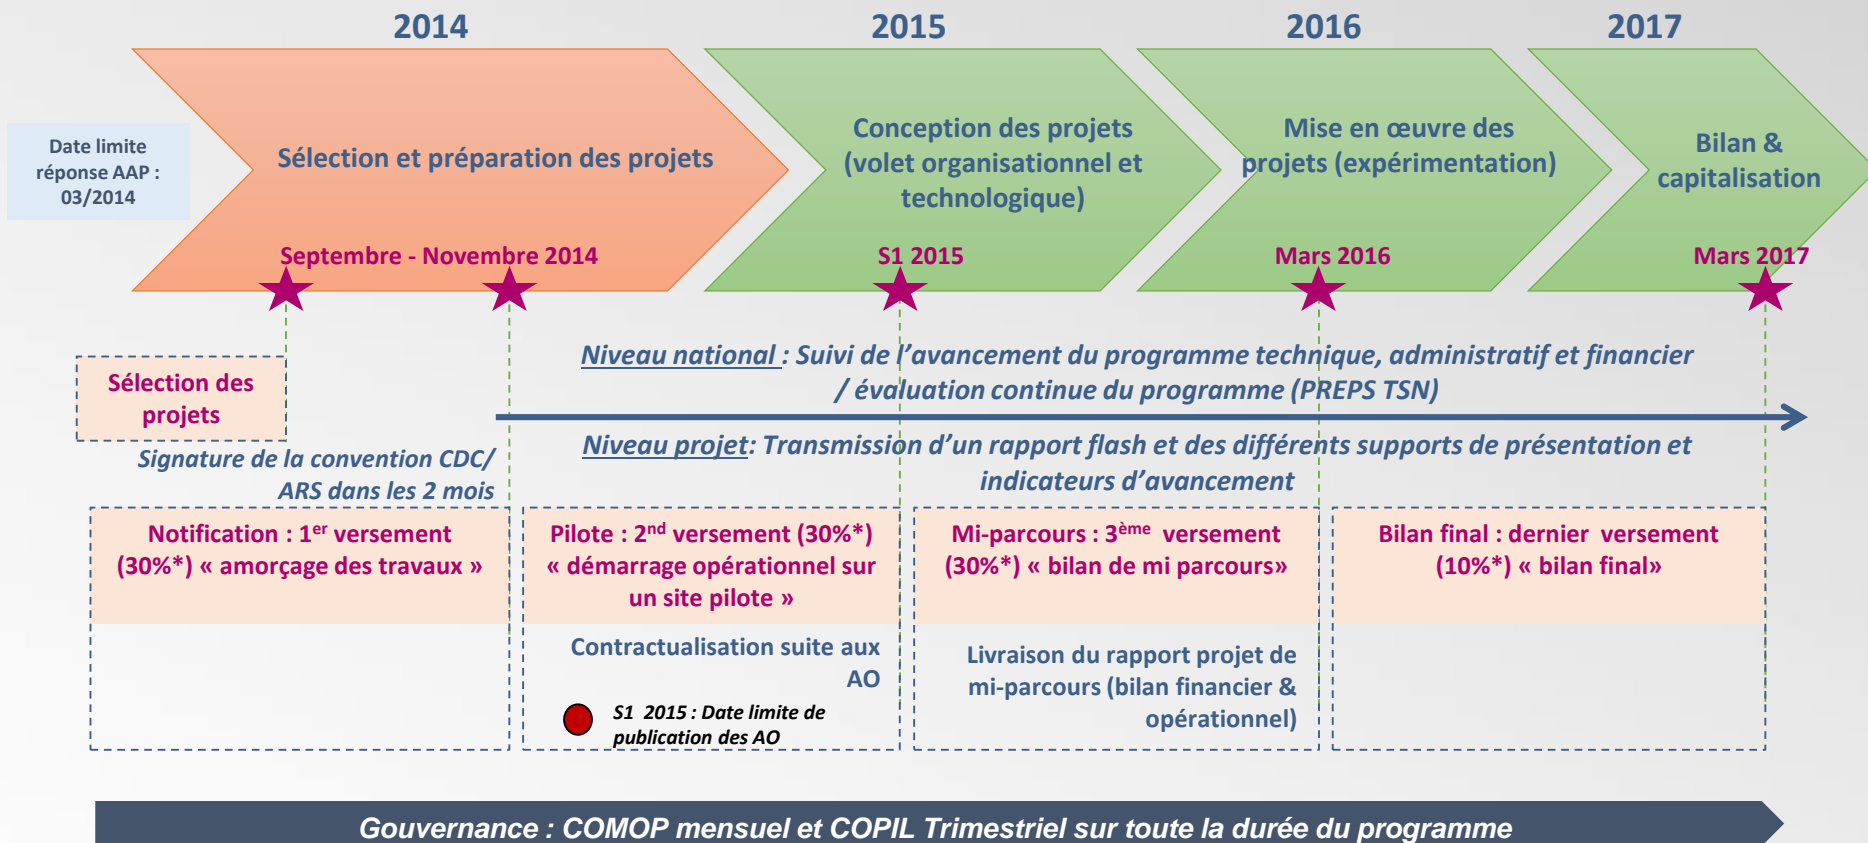 2014
2015
2016
2017
Date limite
réponse AAP :
03/2014
Sélection et préparation des projets
Conception des projets
(volet organisationnel et
technologique)
Mise en œuvre des
projets (expérimentation)
Bilan &
capitalisation
Septembre - Novembre 2014
S1 2015
Mars 2016
Mars 2017
Sélection des
projets
Niveau national : Suivi de l’avancement du programme technique, administratif et financier
/ évaluation continue du programme (PREPS TSN)
Niveau projet: Transmission d’un rapport flash et des différents supports de présentation et
indicateurs d’avancement
Signature de la convention CDC/
ARS dans les 2 mois
Notification : 1er versement
(30%*) « amorçage des travaux »
Pilote : 2nd versement (30%*)
« démarrage opérationnel sur
un site pilote »
Contractualisation suite aux
AO
S1 2015 : Date limite de
publication des AO
Mi-parcours : 3ème versement
(30%*) « bilan de mi parcours»
Livraison du rapport projet de
mi-parcours (bilan financier &
opérationnel)
Bilan final : dernier versement
(10%*) « bilan final»
Gouvernance : COMOP mensuel et COPIL Trimestriel sur toute la durée du programme